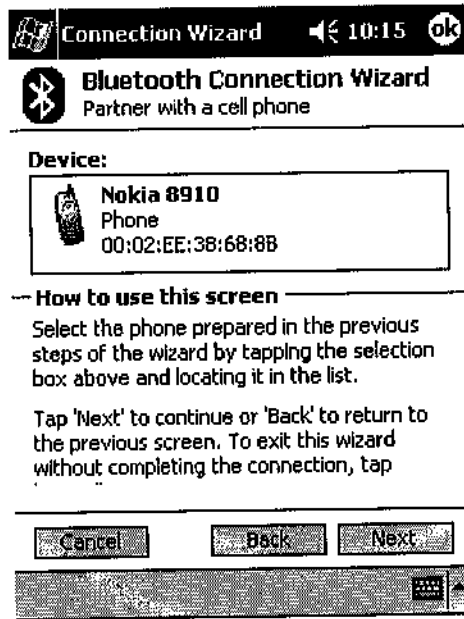 Connection Wizard 10:15 ok
Bluetooth Connection Wizard
Partner with a cell phone
Device:
Nokia 8910
Phone
00:02:EE:38:68:8B
How to use this screen
Select the phone prepared in the previous
steps of the wizard by tapping the selection
box above and locating it in the list.
Tap 'Next' to continue or 'Back' to return to
the previous screen. To exit this wizard
without completing the connection, tap
Cancel Back Next